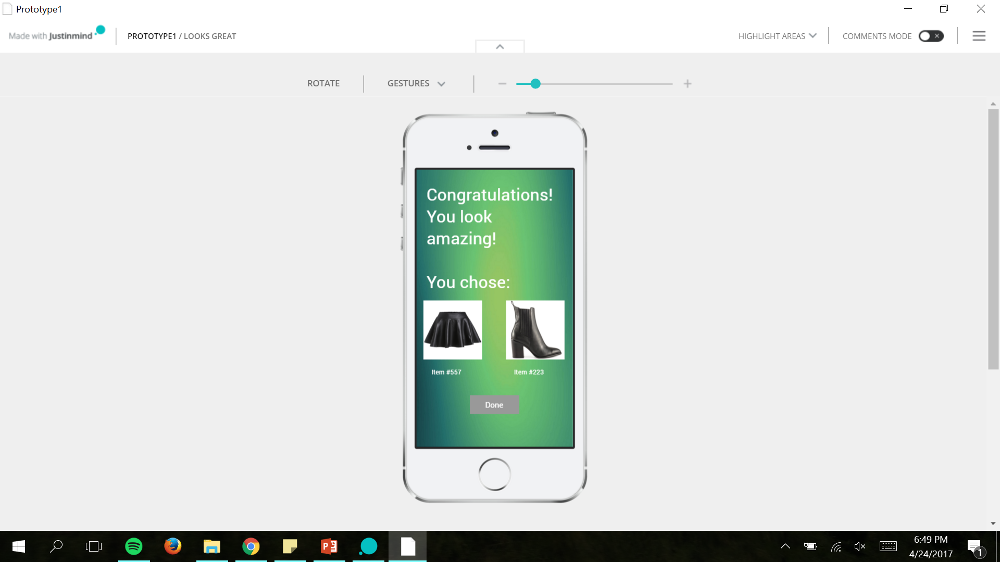 Prototype1
Made with Justinmind
PROTOTYPE1 / LOOKS GREAT
HIGHLIGHT AREAS
COMMENTS MODE
ROTATE
GESTURES
Congratulations!
You look
amazing!
You chose:
Item #557
Item #223
Done
6:49 PM
4/24/2017
1